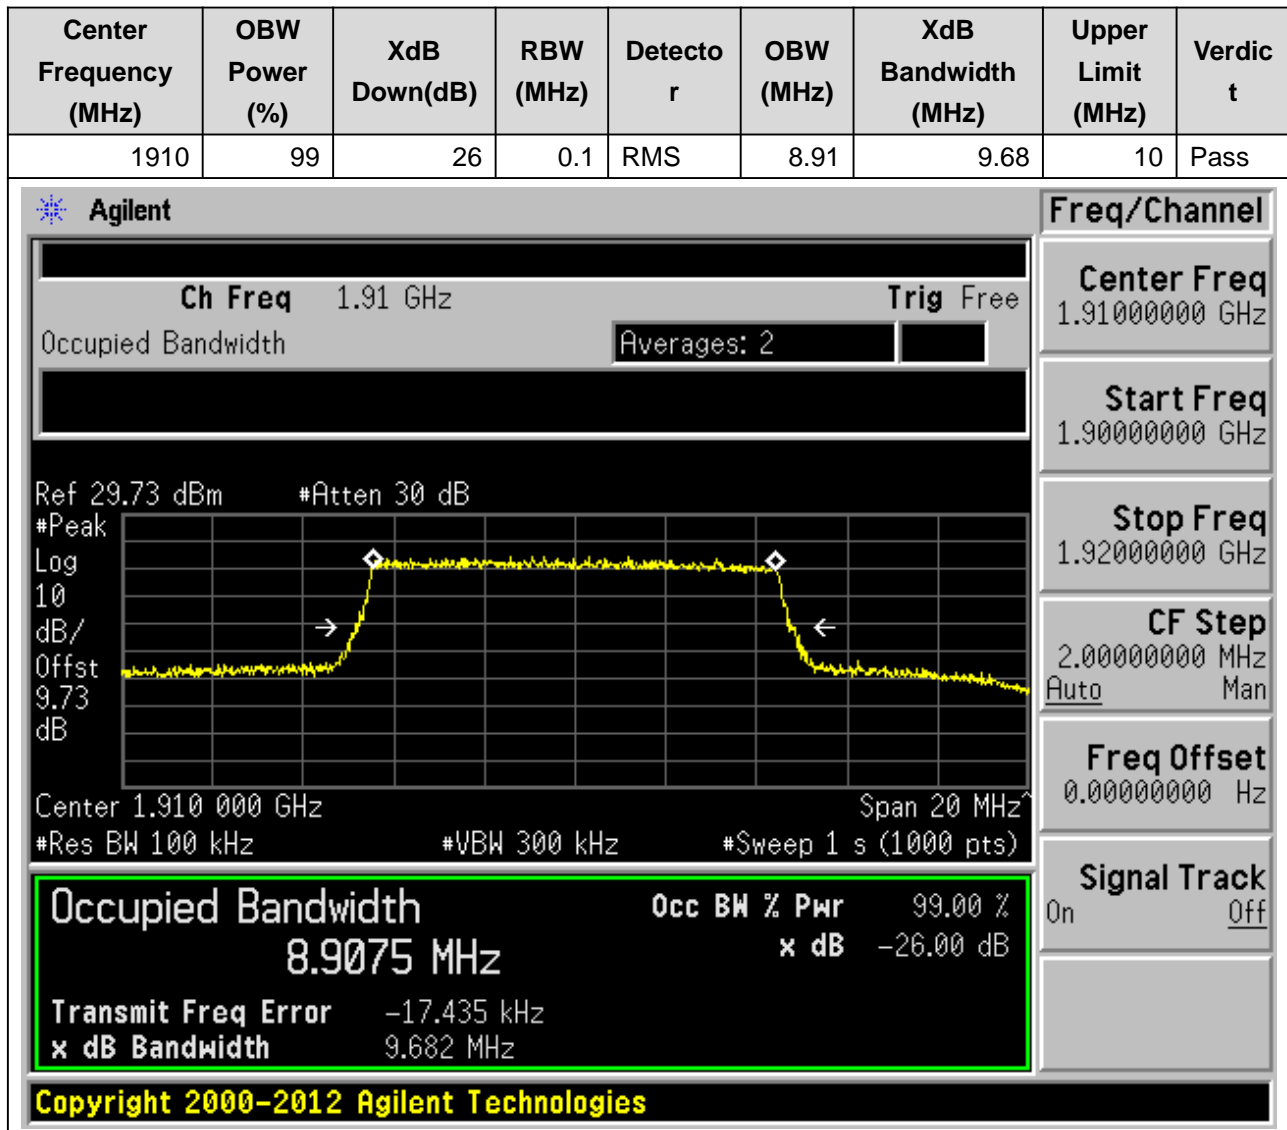 Center Frequency (MHz) OBW Power (%) XdB Down(dB) RBW (MHz) Detecto r OBW (MHz) XdB Bandwidth (MHz) Upper Limit (MHz) Verdic t
1910 99 26 0.1 RMS 8.91 9.68 10 Pass
Agilent
Freq/Channel
Ch Freq 1.91 GHz Trig Free
Occupied Bandwidth Averages: 2
Center Freq
1.91000000 GHz
Start Freq
1.90000000 GHz
Stop Freq
1.92000000 GHz
CF Step
2.00000000 MHz
Auto Man
Freq Offset
0.00000000 Hz
Signal Track
On Off
Ref 29.73 dBm #Atten 30 dB
#Peak
Log
10
dB/
Offst
9.73
dB
Center 1.910 000 GHz Span 20 MHz^
#Res BW 100 kHz #VBW 300 kHz #Sweep 1 s (1000 pts)
Occupied Bandwidth
8.9075 MHz
Occ BW % Pwr 99.00 %
x dB -26.00 dB
Transmit Freq Error -17.435 kHz
x dB Bandwidth 9.682 MHz
Copyright 2000-2012 Agilent Technologies